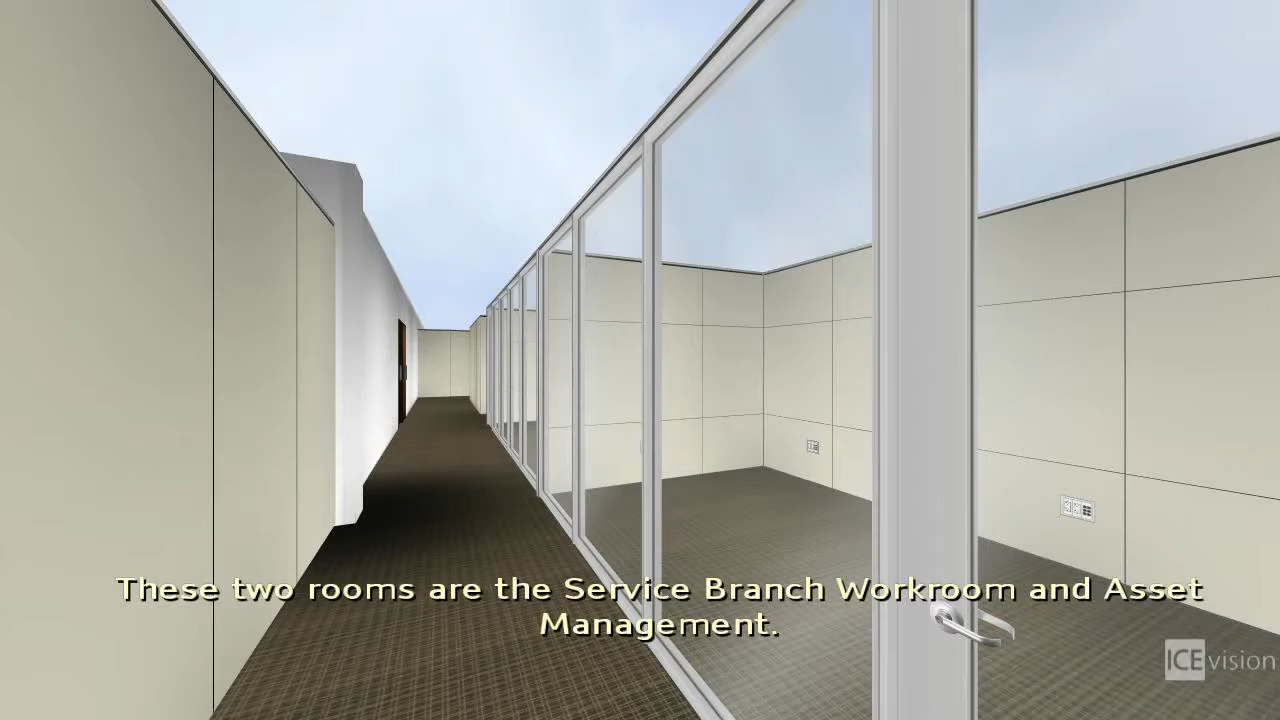 These two rooms are the Service Branch Workroom and Asset
Management.
ICEvision